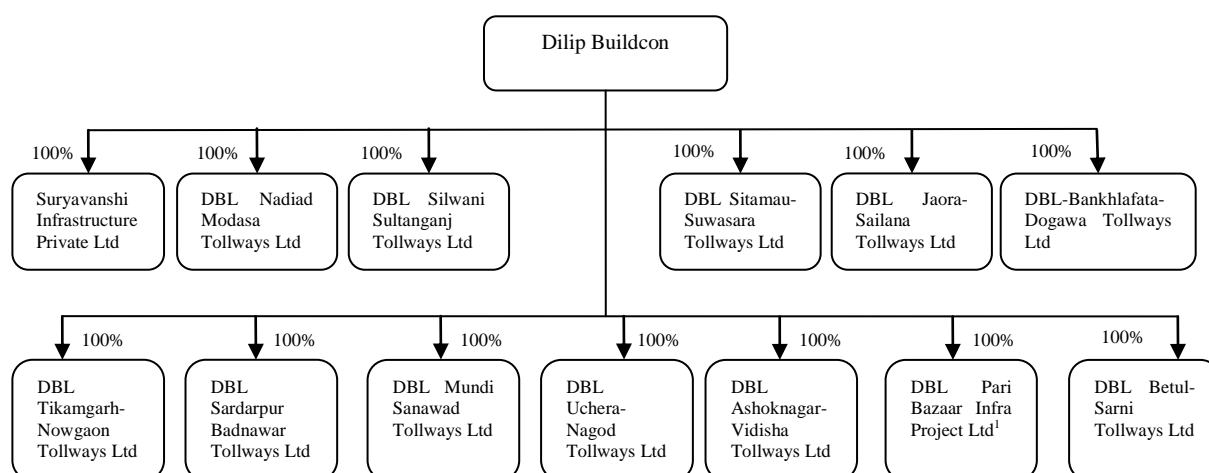 Dilip Buildcon
100%
100%
100%
100%
100%
100%
Suryavanshi
Infrastructure
Private Ltd
DBL Nadiad
Modasa
Tollways Ltd
DBL Silwani
Sultanganj
Tollways Ltd
DBL Sitamau-
Suwasara
Tollways Ltd
DBL Jaora-
Sailana
Tollways Ltd
DBL-Bankhlafata-
Dogawa Tollways
Ltd
100%
100%
100%
100%
100%
100%
100%
DBL
Tikamgarh-
Nowgaon
Tollways Ltd
DBL
Sardarpur
Badnawar
Tollways Ltd
DBL Mundi
Sanawad
Tollways Ltd
DBL
Uchera-
Nagod
Tollways Ltd
DBL
Ashoknagar-
Vidisha
Tollways Ltd
DBL Pari
Bazaar Infra
Project Ltd¹
DBL Betul-
Sarni
Tollways Ltd